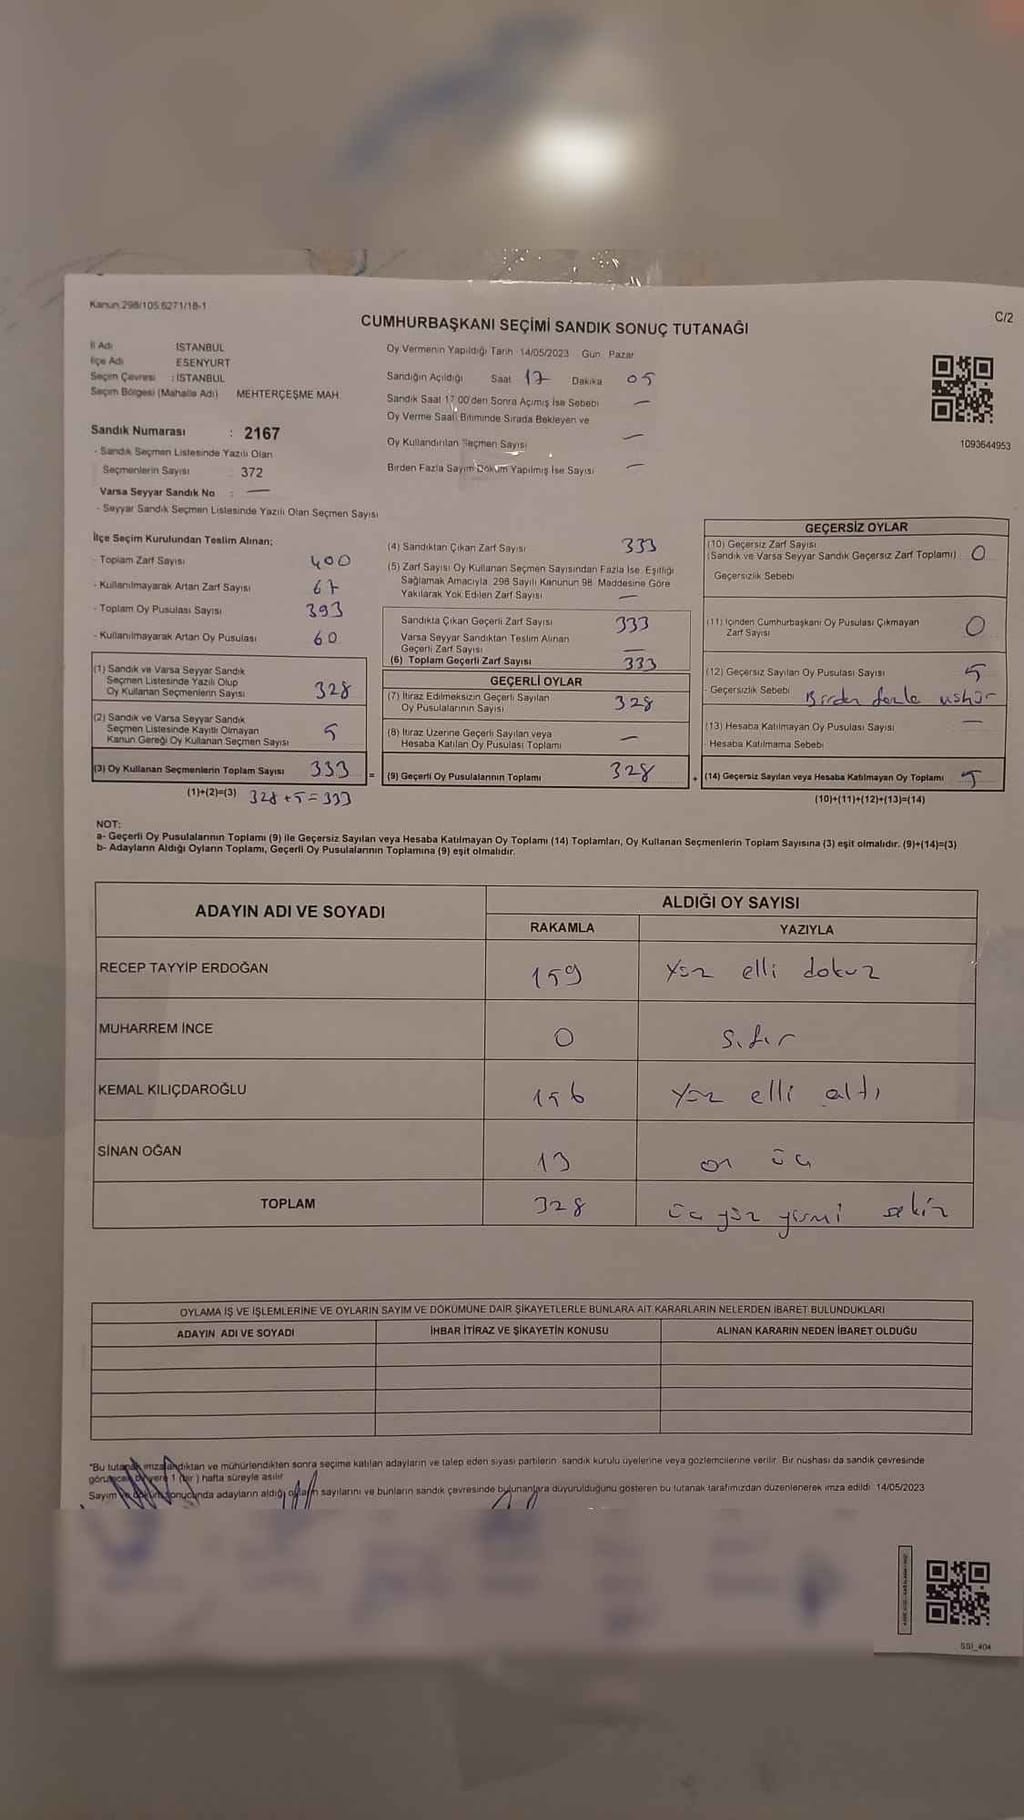 Kanun 298/105 6271/18-1
C/2
CUMHURBAŞKANI SEÇİMİ SANDIK SONUÇ TUTANAĞI
İl Adı İSTANBUL
İlçe Adı ESENYURT
Seçim Çevresi : İSTANBUL
Seçim Bölgesi (Mahalle Adı) MEHTERÇEŞME MAH.
Sandık Numarası : 2167
- Sandık Seçmen Listesinde Yazılı Olan
Seçmenlerin Sayısı 372
Varsa Seyyar Sandık No : —
- Seyyar Sandık Seçmen Listesinde Yazılı Olan Seçmen Sayısı
Oy Vermenin Yapıldığı Tarih 14/05/2023 Gün Pazar
Sandığın Açıldığı Saat 17 Dakika 05
Sandık Saat 17 00'den Sonra Açımış İse Sebebi —
Oy Verme Saati Bitiminde Sırada Bekleyen ve
Oy Kullandırılan Seçmen Sayısı —
Birden Fazla Sayım Döküm Yapılmış İse Sayısı —
1093644953
İlçe Seçim Kurulundan Teslim Alınan;
- Toplam Zarf Sayısı 400
- Kullanılmayarak Artan Zarf Sayısı 67
- Toplam Oy Pusulası Sayısı 393
- Kullanılmayarak Artan Oy Pusulası 60
(1) Sandık ve Varsa Seyyar Sandık
Seçmen Listesinde Yazılı Olup
Oy Kullanan Seçmenlerin Sayısı 328
(2) Sandık ve Varsa Seyyar Sandık
Seçmen Listesinde Kayıtlı Olmayan
Kanun Gereği Oy Kullanan Seçmen Sayısı 5
(3) Oy Kullanan Seçmenlerin Toplam Sayısı 333 =
(1)+(2)=(3) 328+5=333
(4) Sandıktan Çıkan Zarf Sayısı 333
(5) Zarf Sayısı Oy Kullanan Seçmen Sayısından Fazla İse. Eşitliği
Sağlamak Amacıyla 298 Sayılı Kanunun 98. Maddesine Göre
Yakılarak Yok Edilen Zarf Sayısı —
Sandıkta Çıkan Geçerli Zarf Sayısı 333
Varsa Seyyar Sandıktan Teslim Alınan
Geçerli Zarf Sayısı —
(6) Toplam Geçerli Zarf Sayısı 333
GEÇERLİ OYLAR
(7) İtiraz Edilmeksizin Geçerli Sayılan
Oy Pusulalarının Sayısı 328
(8) İtiraz Üzerine Geçerli Sayılan veya
Hesaba Katılan Oy Pusulası Toplamı —
(9) Geçerli Oy Pusulalarının Toplamı 328 +
GEÇERSİZ OYLAR
(10) Geçersiz Zarf Sayısı
(Sandık ve Varsa Seyyar Sandık Geçersiz Zarf Toplamı) 0
Geçersizlik Sebebi
(11) İçinden Cumhurbaşkanı Oy Pusulası Çıkmayan
Zarf Sayısı 0
(12) Geçersiz Sayılan Oy Pusulası Sayısı 5
- Geçersizlik Sebebi Birden fazla mühür
(13) Hesaba Katılmayan Oy Pusulası Sayısı —
- Hesaba Katılmama Sebebi
(14) Geçersiz Sayılan veya Hesaba Katılmayan Oy Toplamı 5
(10)+(11)+(12)+(13)=(14)
NOT:
a- Geçerli Oy Pusulalarının Toplamı (9) ile Geçersiz Sayılan veya Hesaba Katılmayan Oy Toplamı (14) Toplamları, Oy Kullanan Seçmenlerin Toplam Sayısına (3) eşit olmalıdır. (9)+(14)=(3)
b- Adayların Aldığı Oyların Toplamı, Geçerli Oy Pusulalarının Toplamına (9) eşit olmalıdır.
ADAYIN ADI VE SOYADI
ALDIĞI OY SAYISI
RAKAMLA YAZIYLA
RECEP TAYYİP ERDOĞAN 159 Yüz elli dokuz
MUHARREM İNCE 0 Sıfır
KEMAL KILIÇDAROĞLU 156 Yüz elli altı
SİNAN OĞAN 13 on üç
TOPLAM 328 üç yüz yirmi sekiz
OYLAMA İŞ VE İŞLEMLERİNE VE OYLARIN SAYIM VE DÖKÜMÜNE DAİR ŞİKAYETLERLE BUNLARA AİT KARARLARIN NELERDEN İBARET BULUNDUKLARI
ADAYIN ADI VE SOYADI İHBAR İTİRAZ VE ŞİKAYETİN KONUSU ALINAN KARARIN NEDEN İBARET OLDUĞU
"Bu tutanak imzalandıktan ve mühürlendikten sonra seçime katılan adayların ve talep eden siyasi partilerin sandık kurulu üyelerine veya gözlemcilerine verilir. Bir nüshası da sandık çevresinde
görünecek bir yere 1 (bir) hafta süreyle asılır
Sayım ve döküm sonucunda adayların aldığı oyların sayılarını ve bunların sandık çevresinde bulunanlara duyurulduğunu gösteren bu tutanak tarafımızdan düzenlenerek imza edildi 14/05/2023
SSI_404